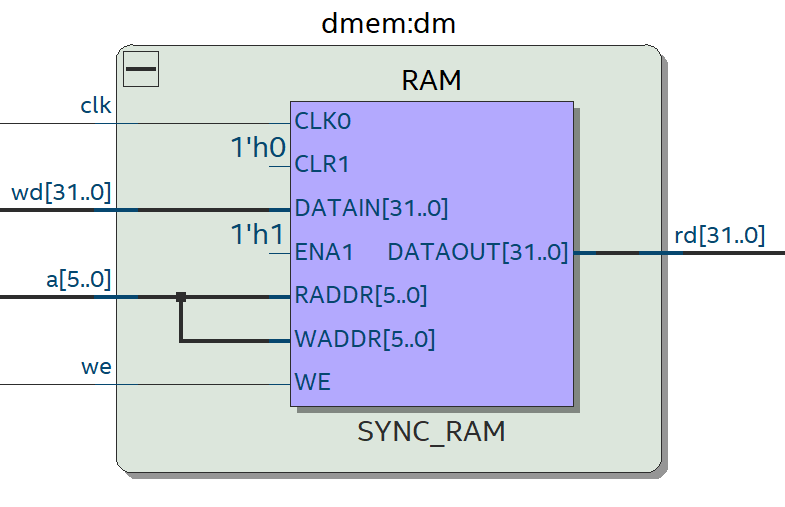 dmem:dm
RAM
clk
CLK0
1'h0
CLR1
wd[31..0]
DATAIN[31..0]
1'h1
ENA1
DATAOUT[31..0]
rd[31..0]
a[5..0]
RADDR[5..0]
WADDR[5..0]
we
WE
SYNC_RAM